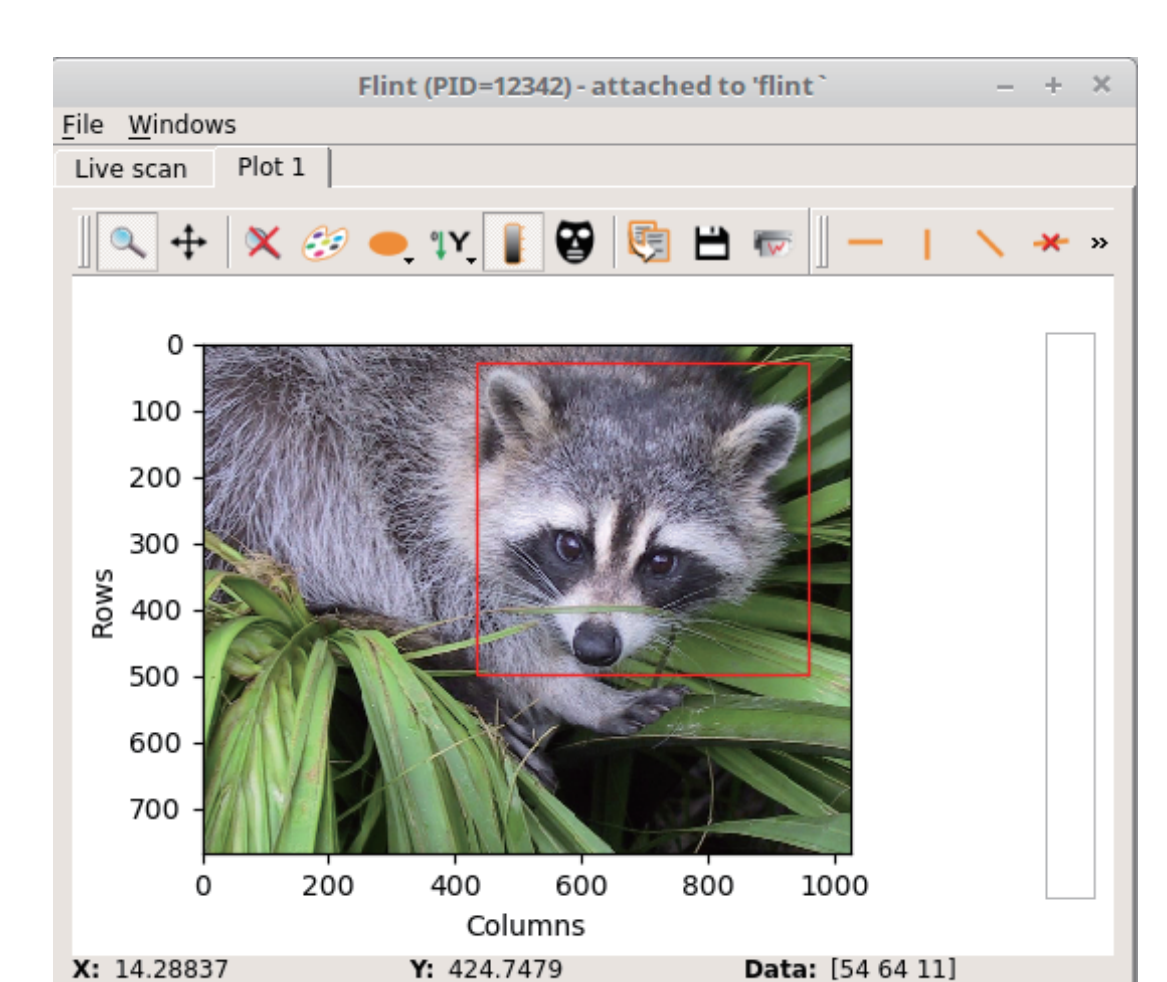 Flint (PID=12342) - attached to 'flint`
File Windows
Live scan Plot 1
Y
»
0
100
200
300
400
500
600
700
Rows
0 200 400 600 800 1000
Columns
X: 14.28837 Y: 424.7479 Data: [54 64 11]